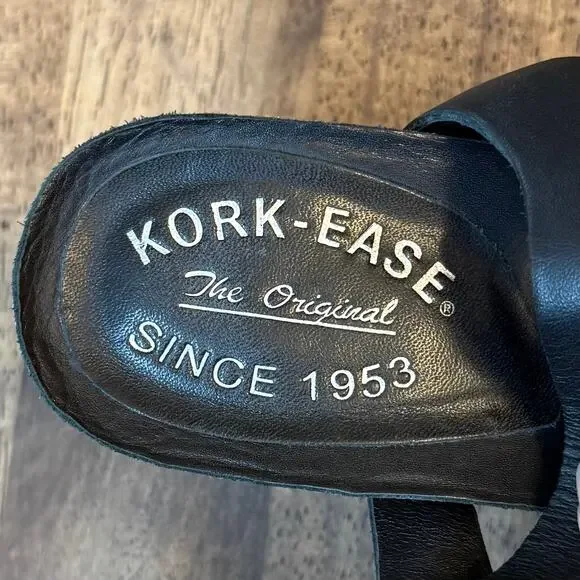 KORK-EASE®
The Original
SINCE 1953